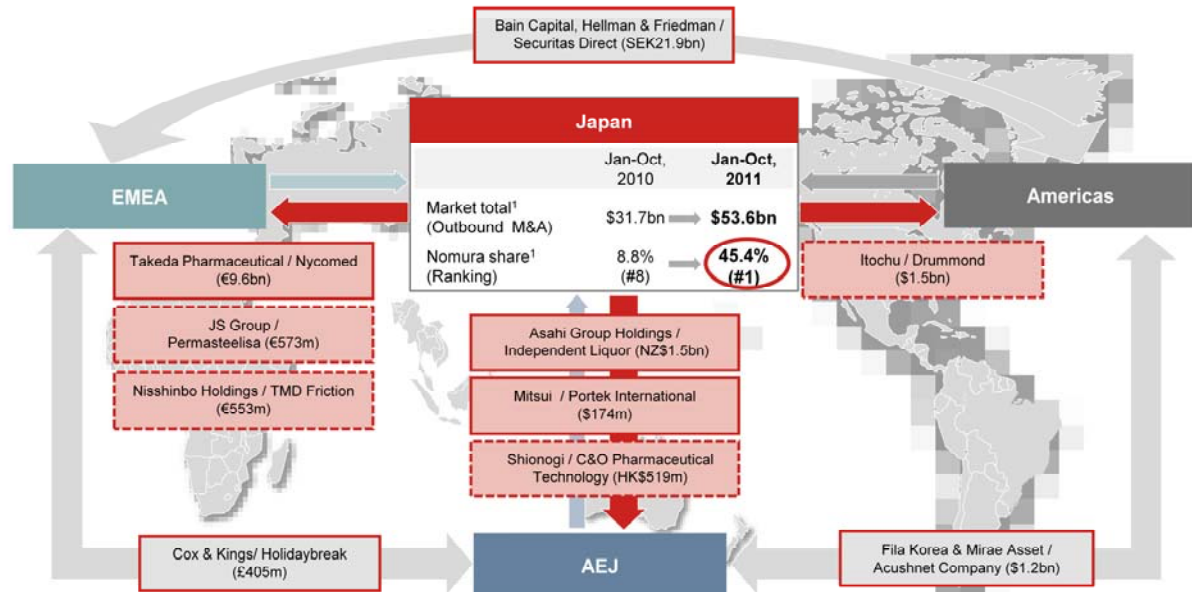 Bain Capital, Hellman & Friedman /
Securitas Direct (SEK21.9bn)
Japan
Jan-Oct, Jan-Oct,
2010 2011
Market total¹ $31.7bn $53.6bn
(Outbound M&A)
Nomura share¹ 8.8% 45.4%
(Ranking) (#8) (#1)
EMEA
Americas
Takeda Pharmaceutical / Nycomed
(€9.6bn)
JS Group /
Permasteelisa (€573m)
Nisshinbo Holdings / TMD Friction
(€553m)
Itochu / Drummond
($1.5bn)
Asahi Group Holdings /
Independent Liquor (NZ$1.5bn)
Mitsui / Portek International
($174m)
Shionogi / C&O Pharmaceutical
Technology (HK$519m)
Cox & Kings/ Holidaybreak
(£405m)
AEJ
Fila Korea & Mirae Asset /
Acushnet Company ($1.2bn)